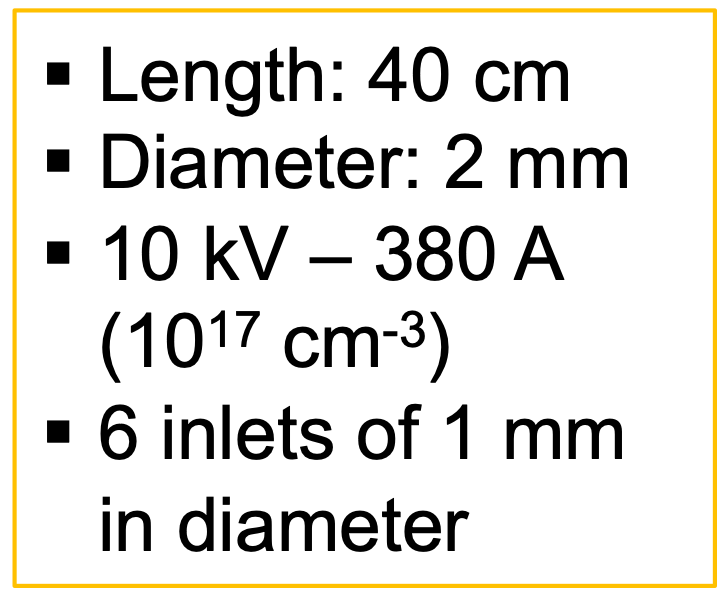 ▪ Length: 40 cm
▪ Diameter: 2 mm
▪ 10 kV – 380 A
(10¹⁷ cm⁻³)
▪ 6 inlets of 1 mm
in diameter